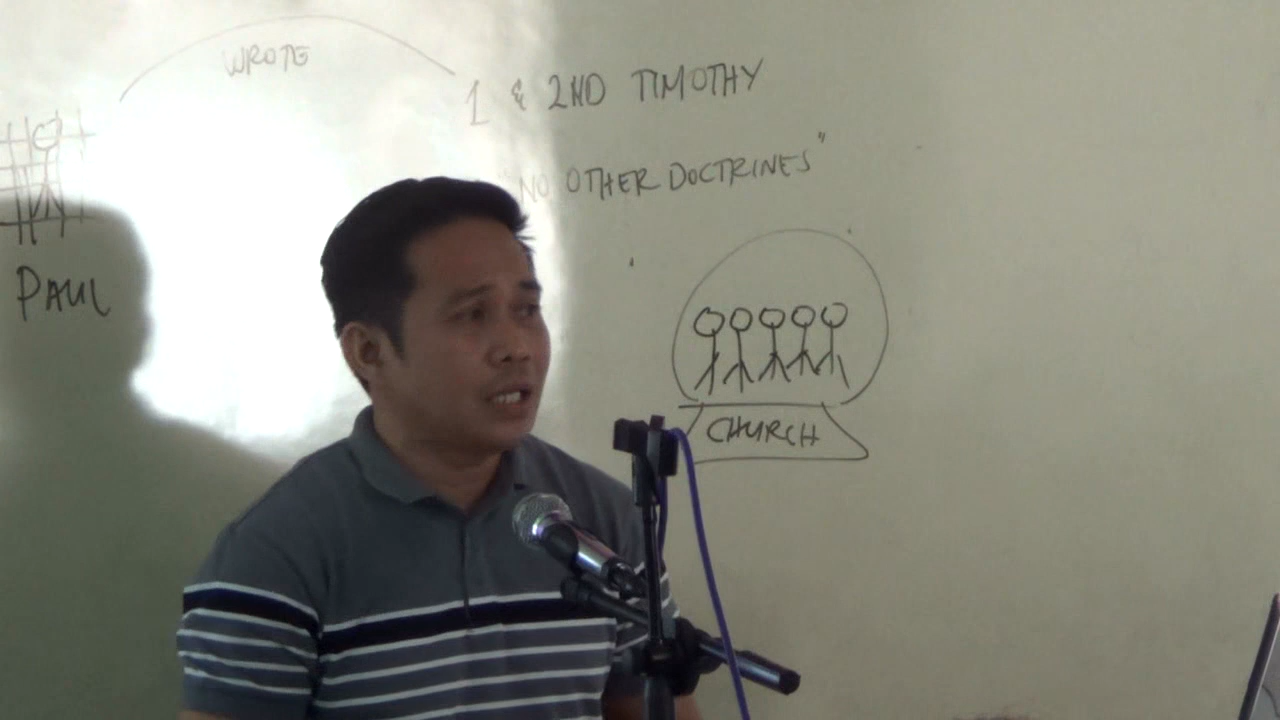 WROTE
1 & 2ND TIMOTHY
"NO OTHER DOCTRINES"
PAUL
CHURCH